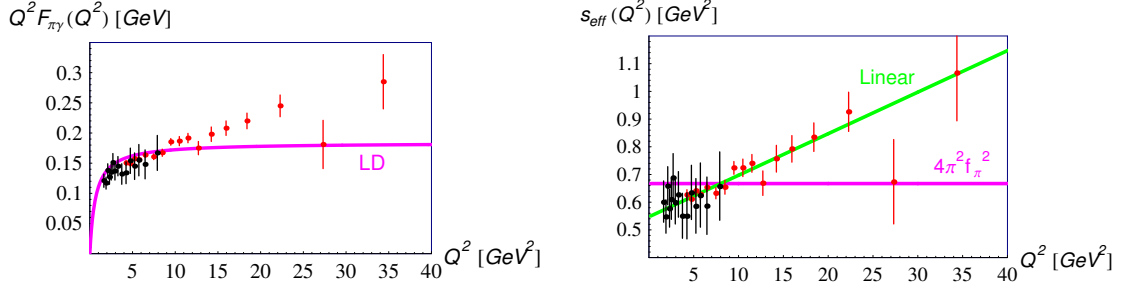 Q² F_πγ(Q²) [GeV]
0.3
0.25
0.2
0.15
0.1
0.05
LD
5 10 15 20 25 30 35 40
Q² [GeV²]
s_eff(Q²) [GeV²]
1.1
1
0.9
0.8
0.7
0.6
0.5
Linear
4π²f_π²
5 10 15 20 25 30 35 40
Q² [GeV²]